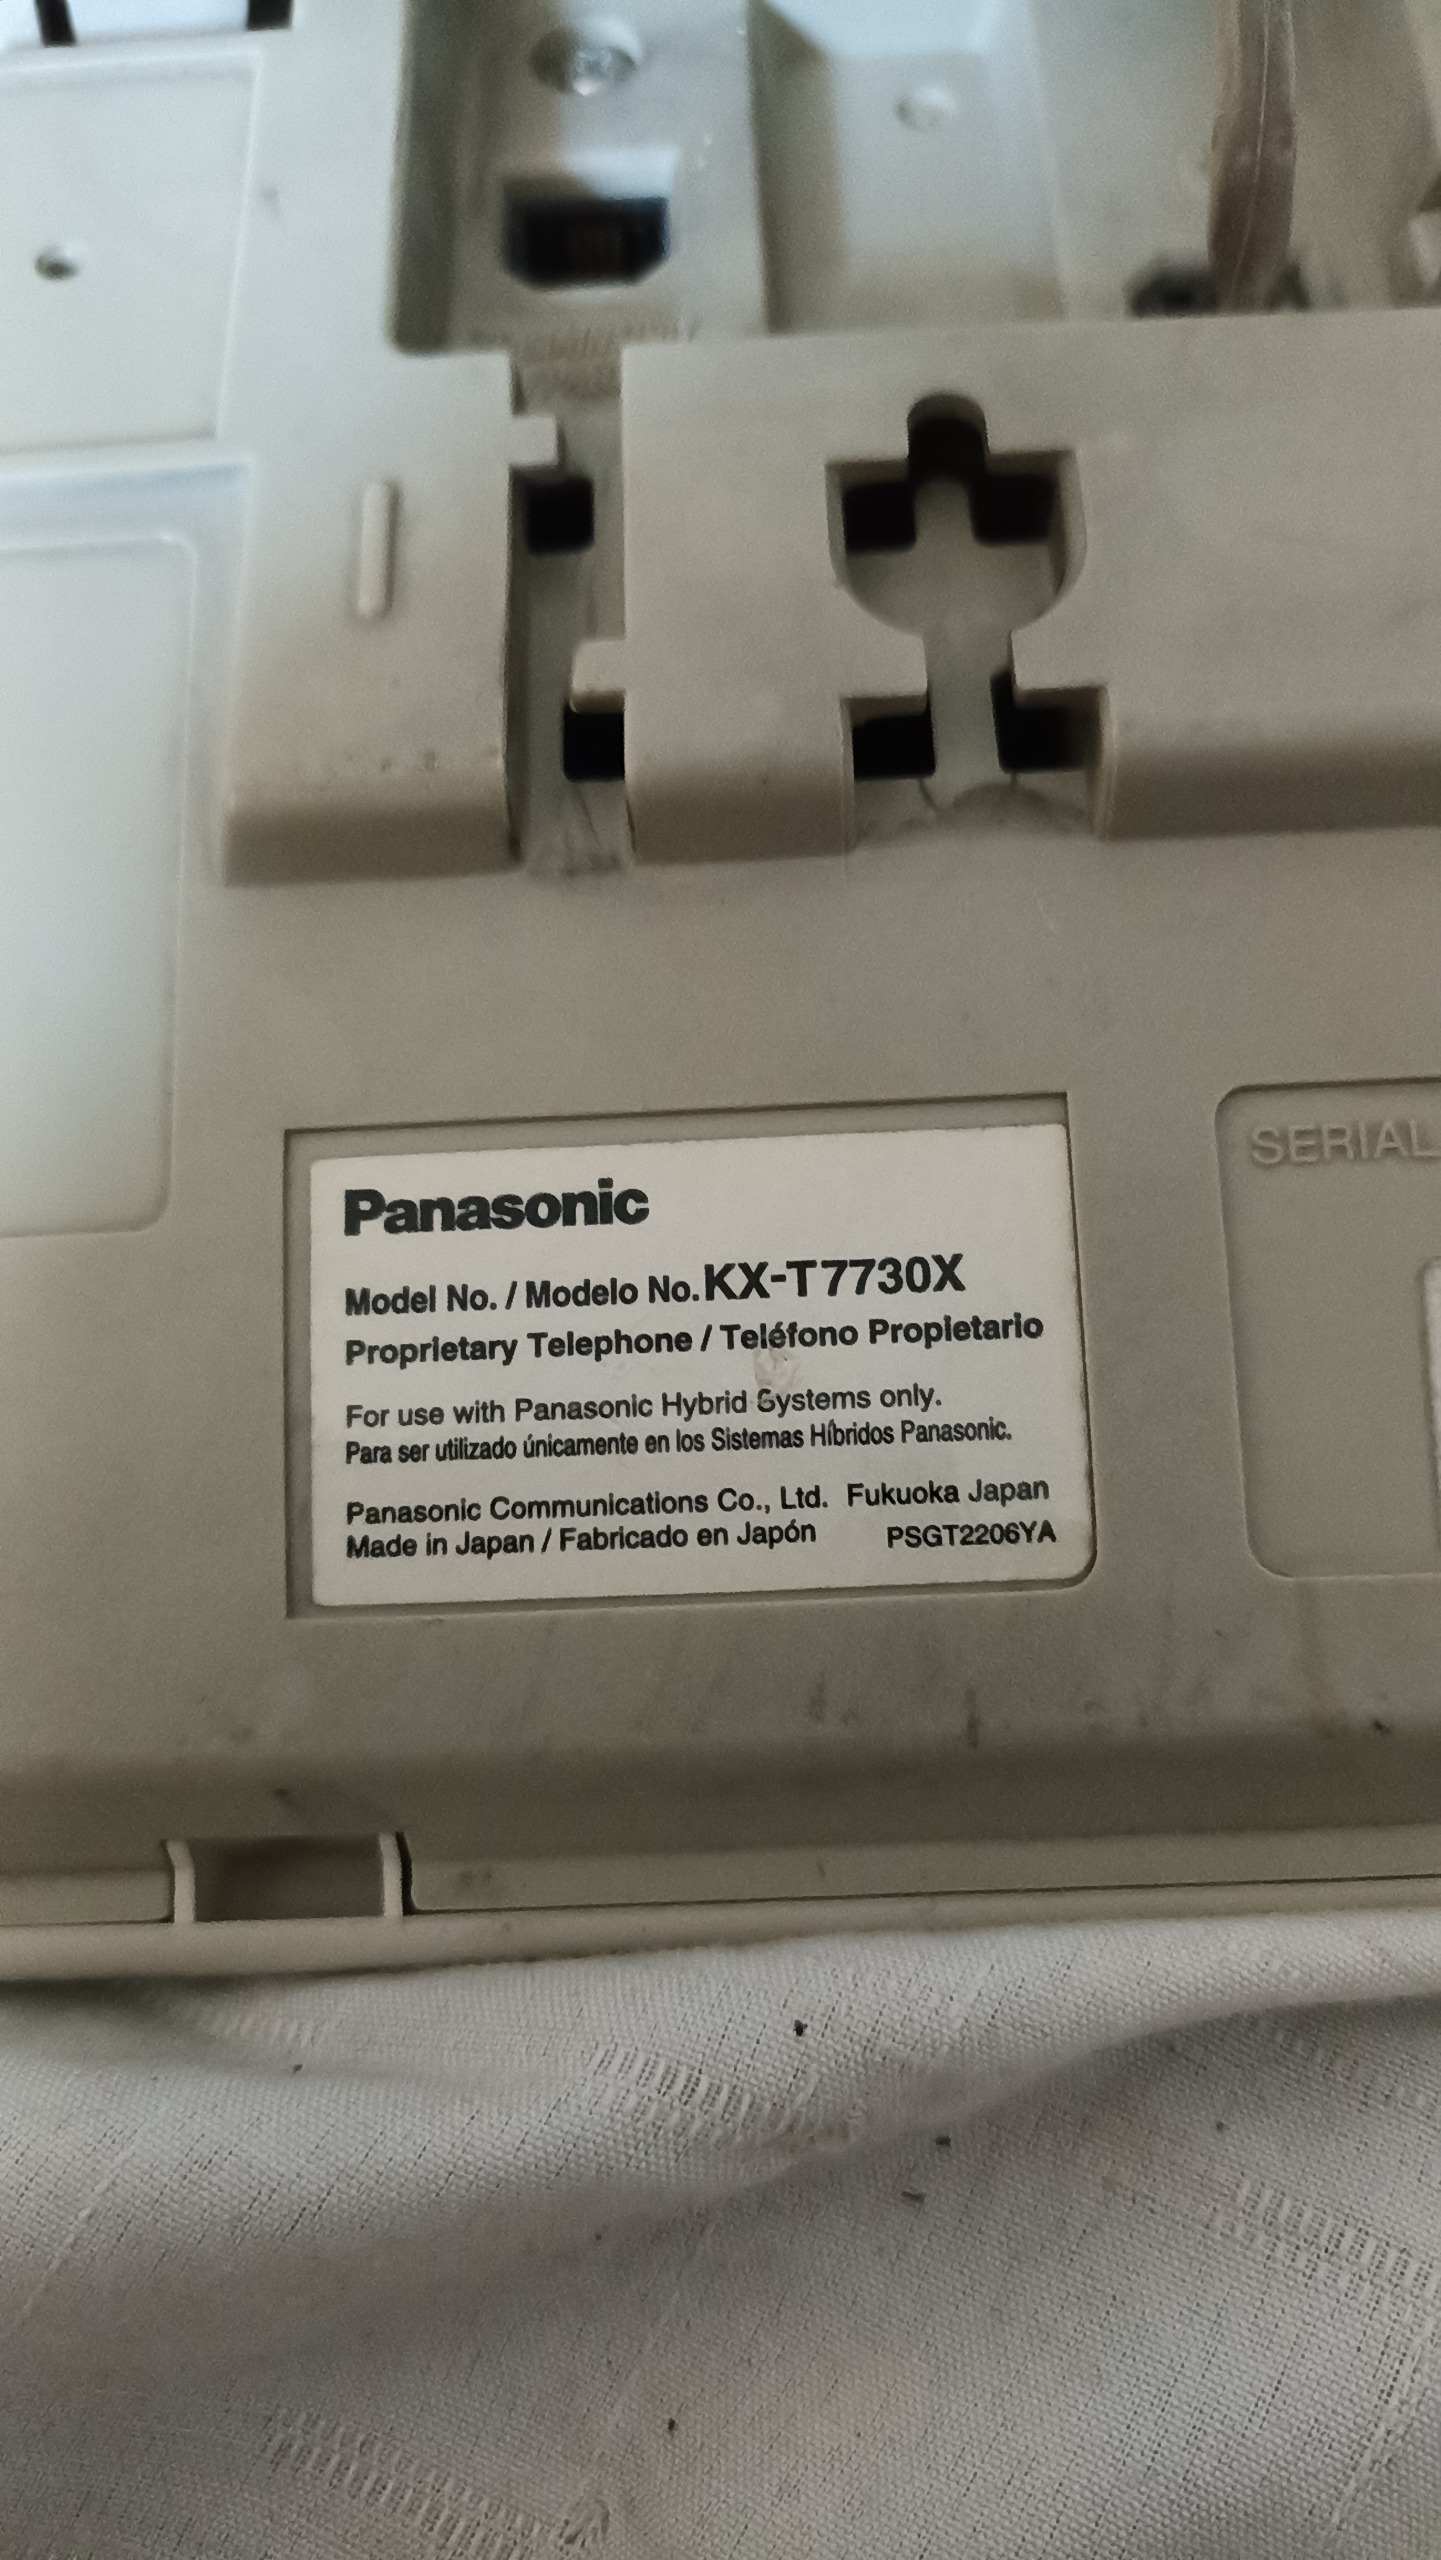 Panasonic
Model No. / Modelo No. KX-T7730X
Proprietary Telephone / Teléfono Propietario
For use with Panasonic Hybrid Systems only.
Para ser utilizado únicamente en los Sistemas Híbridos Panasonic.
Panasonic Communications Co., Ltd. Fukuoka Japan
Made in Japan / Fabricado en Japón PSGT2206YA
SERIAL